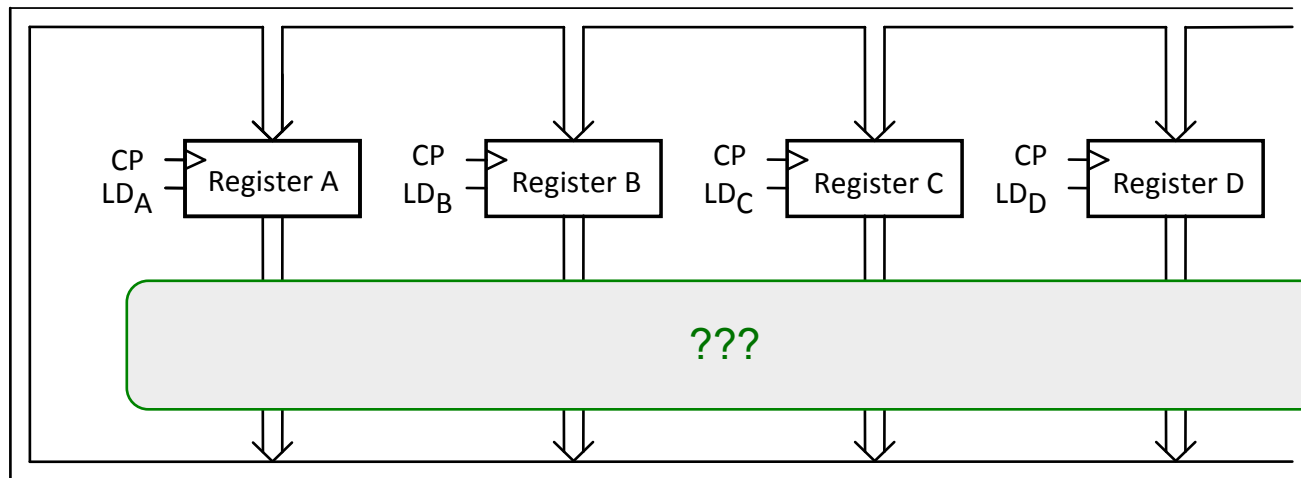 CP
LDA
Register A
CP
LDB
Register B
CP
LDC
Register C
CP
LDD
Register D
???